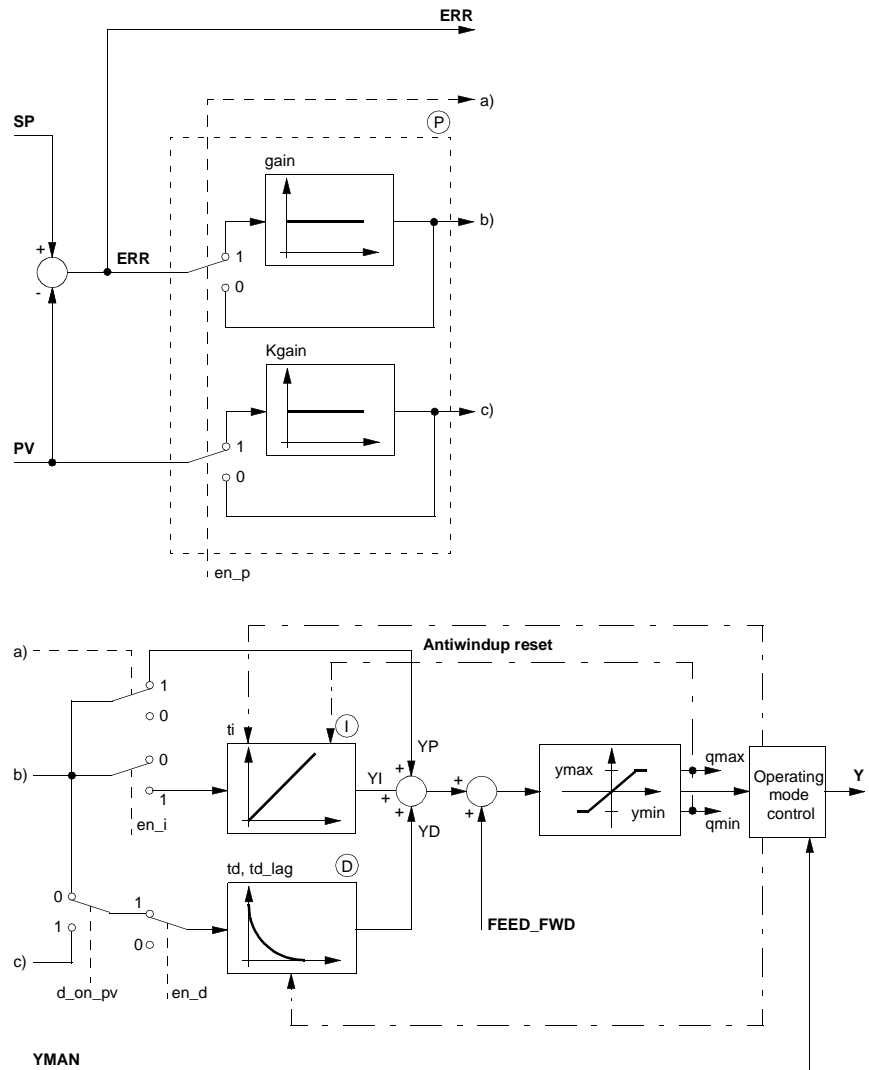 ERR
a)
SP
P
gain
b)
+
ERR
1
-
0
Kgain
c)
1
PV
0
en_p
Antiwindup reset
a)
1
0
ti
I
YP
0
ymax
qmax
b)
YI
+
+
+
Operating
mode
control
Y
1
+
+
ymin
qmin
en_i
YD
td, td_lag
D
0
1
1
0
FEED_FWD
c)
d_on_pv
en_d
YMAN